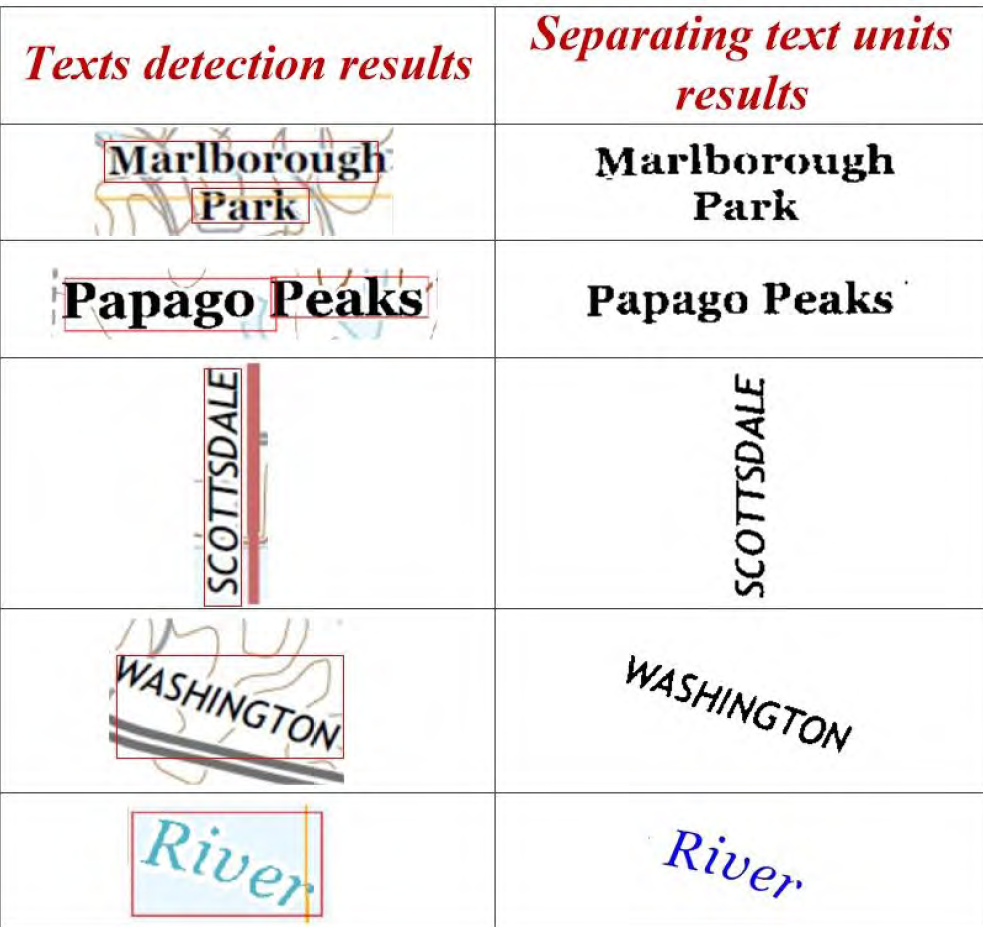 Texts detection results
Separating text units
results
Marlborough
Park
Marlborough
Park
Papago Peaks
Papago Peaks
SCOTTSDALE
SCOTTSDALE
WASHINGTON
WASHINGTON
River
River